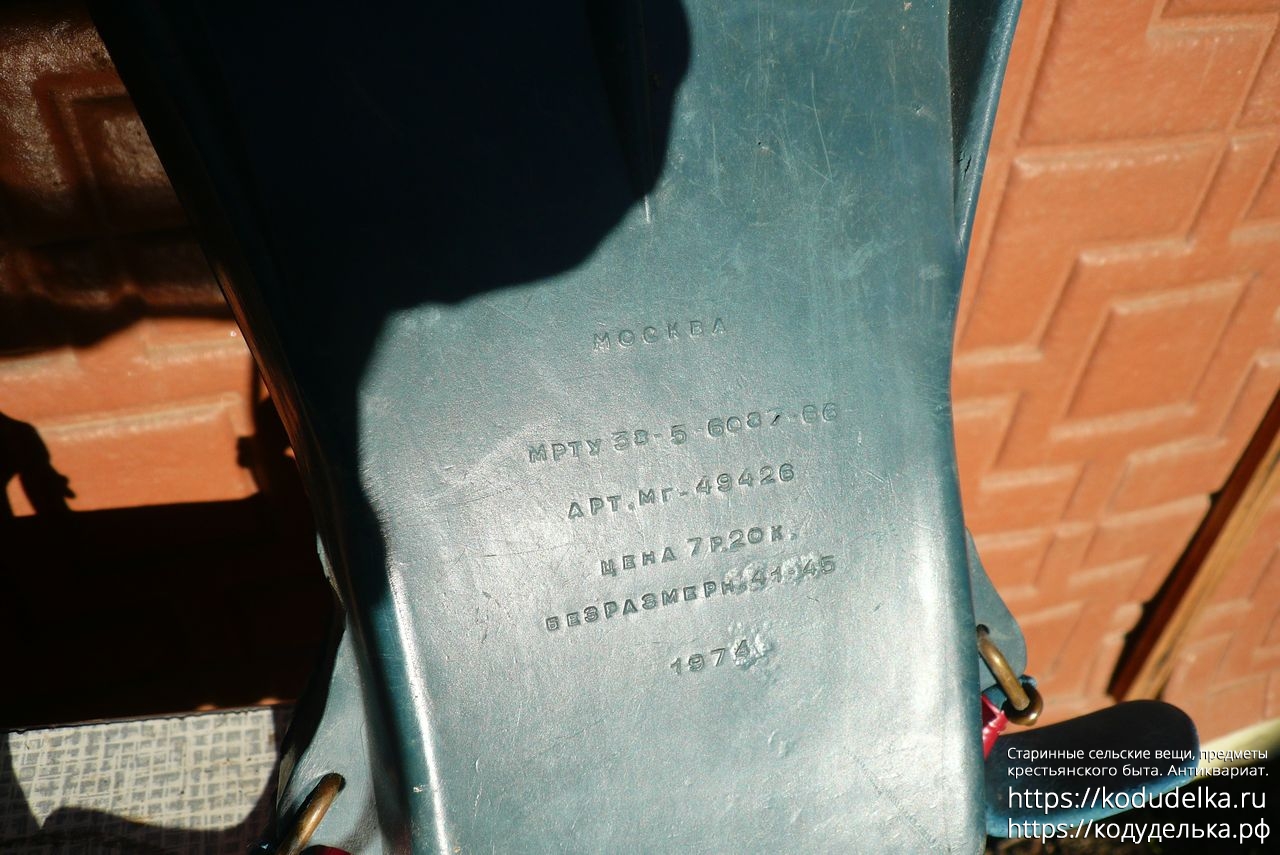 МОСКВА
МРТУ 38-5-6087-66
АРТ.МГ-49426
ЦЕНА 7Р.20К.
БЕЗРАЗМЕРН.41-45
1974
Старинные сельские вещи, предметы
крестьянского быта. Антиквариат.
https://kodudelka.ru
https://кодуделька.рф